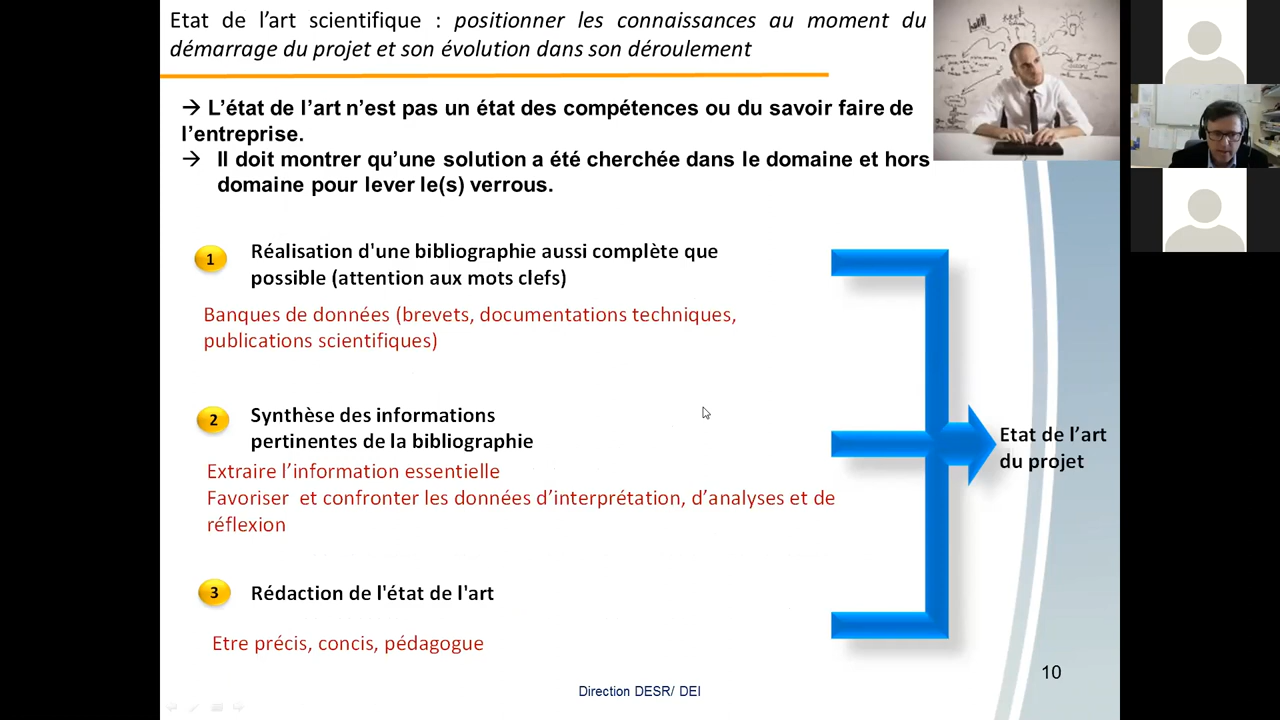 Etat de l’art scientifique : positionner les connaissances au moment du
démarrage du projet et son évolution dans son déroulement
→ L’état de l’art n’est pas un état des compétences ou du savoir faire de
l’entreprise.
→ Il doit montrer qu’une solution a été cherchée dans le domaine et hors
domaine pour lever le(s) verrous.
1 Réalisation d'une bibliographie aussi complète que
possible (attention aux mots clefs)
Banques de données (brevets, documentations techniques,
publications scientifiques)
2 Synthèse des informations
pertinentes de la bibliographie
Extraire l’information essentielle
Favoriser et confronter les données d’interprétation, d’analyses et de
réflexion
3 Rédaction de l'état de l'art
Etre précis, concis, pédagogue
Etat de l’art
du projet
10
Direction DESR/ DEI